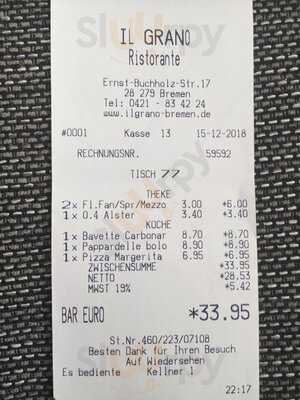 IL GRANO
Ristorante
Ernst-Buchholz-Str.17
28 279 Bremen
Tel: 0421 - 83 42 24
www.ilgrano-bremen.de
#0001 Kasse 13 15-12-2018
RECHNUNGSNR. 59592
TISCH 77
THEKE
2x Fl.Fan/Spr/Mezzo 3.00 *6.00
1x 0.4 Alster 3.40 *3.40
KÜCHE
1x Bavette Carbonar 8.70 *8.70
1x Pappardelle bolo 8.90 *8.90
1x Pizza Margerita 6.95 *6.95
ZWISCHENSUMME *33.95
NETTO *28.53
MWST 19% *5.42
BAR EURO *33.95
St.Nr.460/223/07108
Besten Dank für Ihren Besuch
Auf Wiedersehen
Es bediente Kellner 1
22:17